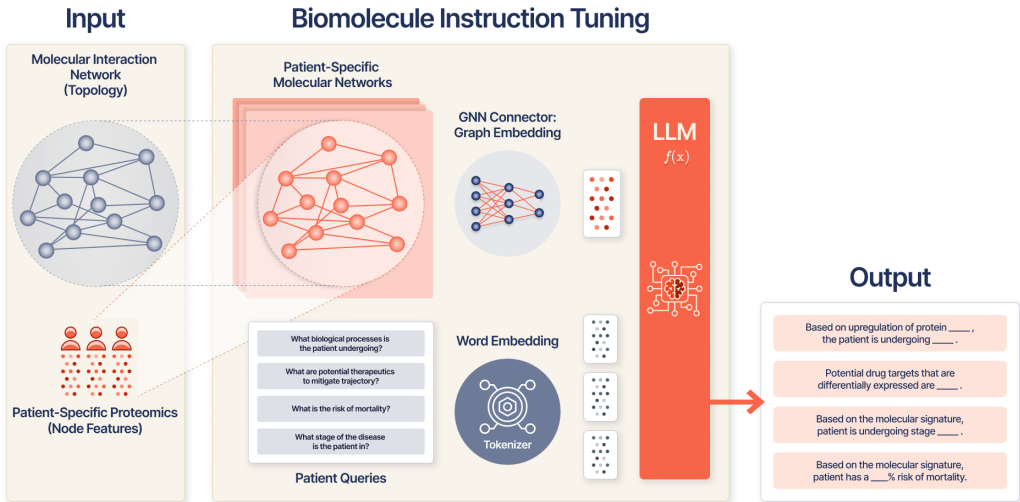 Input
Biomolecule Instruction Tuning
Molecular Interaction
Network
(Topology)
Patient-Specific Proteomics
(Node Features)
Patient-Specific
Molecular Networks
What biological processes is
the patient undergoing?
What are potential therapeutics
to mitigate trajectory?
What is the risk of mortality?
What stage of the disease
is the patient in?
Patient Queries
GNN Connector:
Graph Embedding
Word Embedding
Tokenizer
LLM
f(x)
Output
Based on upregulation of protein ____ ,
the patient is undergoing ____ .
Potential drug targets that are
differentially expressed are ____ .
Based on the molecular signature,
patient is undergoing stage ____ .
Based on the molecular signature,
patient has a ____% risk of mortality.